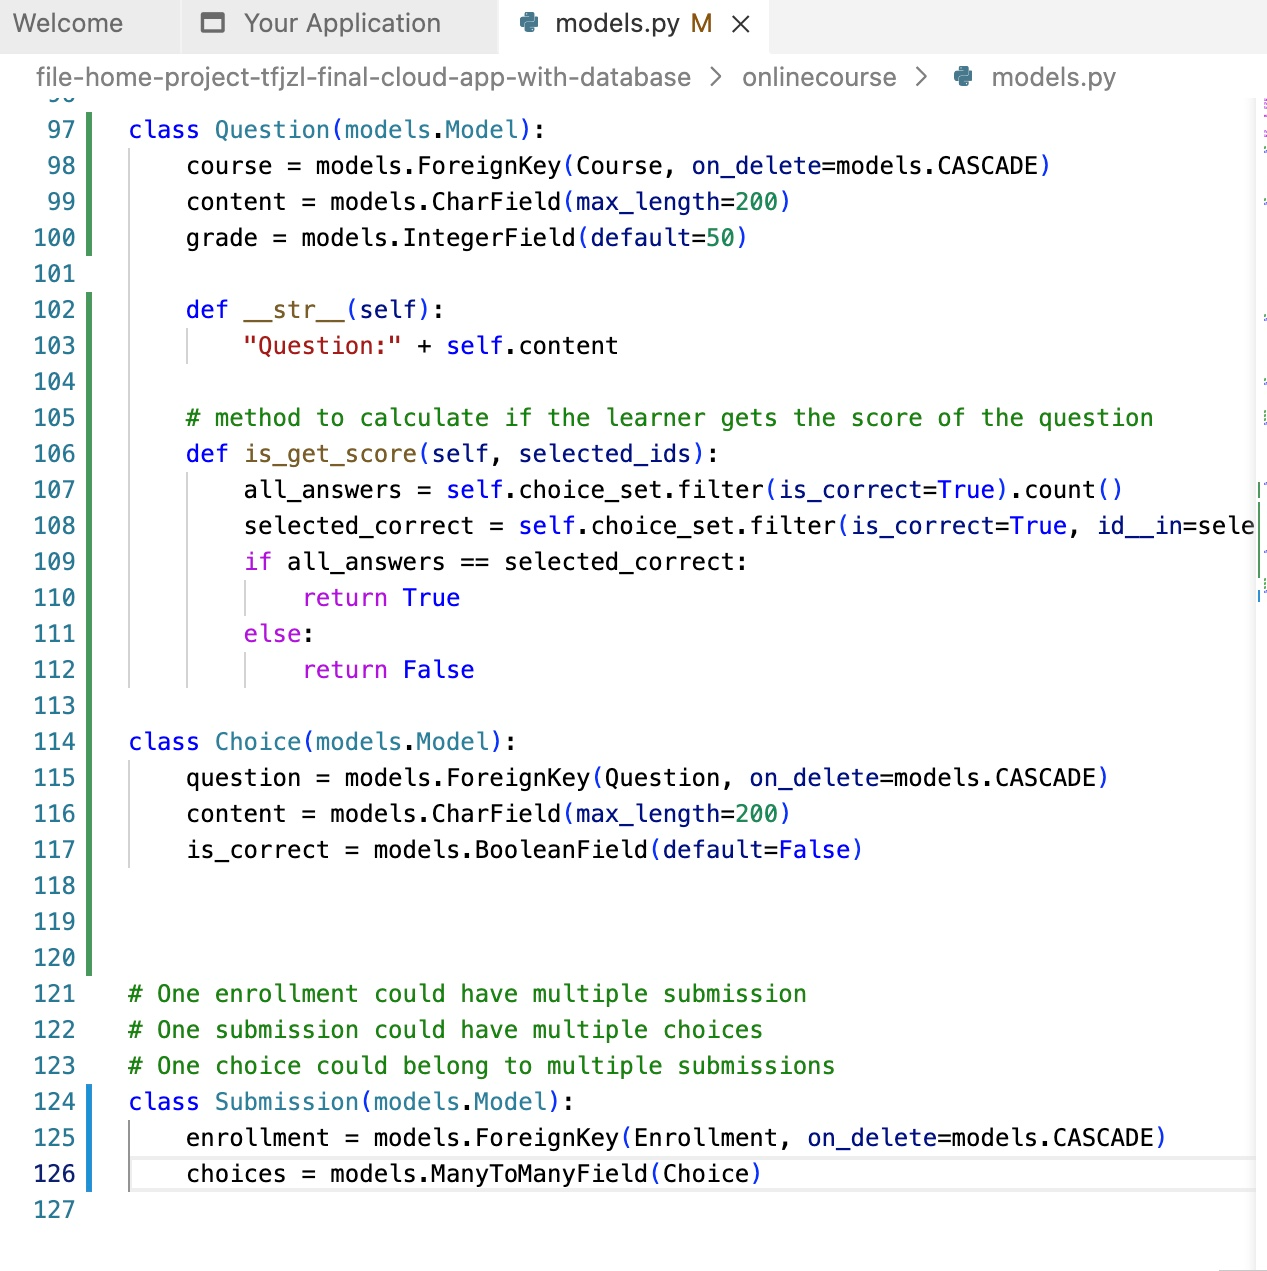 Welcome Your Application models.py M
file-home-project-tfjzl-final-cloud-app-with-database > onlinecourse > models.py
97 class Question(models.Model):
98     course = models.ForeignKey(Course, on_delete=models.CASCADE)
99     content = models.CharField(max_length=200)
100     grade = models.IntegerField(default=50)
101
102     def __str__(self):
103         "Question:" + self.content
104
105     # method to calculate if the learner gets the score of the question
106     def is_get_score(self, selected_ids):
107         all_answers = self.choice_set.filter(is_correct=True).count()
108         selected_correct = self.choice_set.filter(is_correct=True, id__in=sele
109         if all_answers == selected_correct:
110             return True
111         else:
112             return False
113
114 class Choice(models.Model):
115     question = models.ForeignKey(Question, on_delete=models.CASCADE)
116     content = models.CharField(max_length=200)
117     is_correct = models.BooleanField(default=False)
118
119
120
121 # One enrollment could have multiple submission
122 # One submission could have multiple choices
123 # One choice could belong to multiple submissions
124 class Submission(models.Model):
125     enrollment = models.ForeignKey(Enrollment, on_delete=models.CASCADE)
126     choices = models.ManyToManyField(Choice)
127